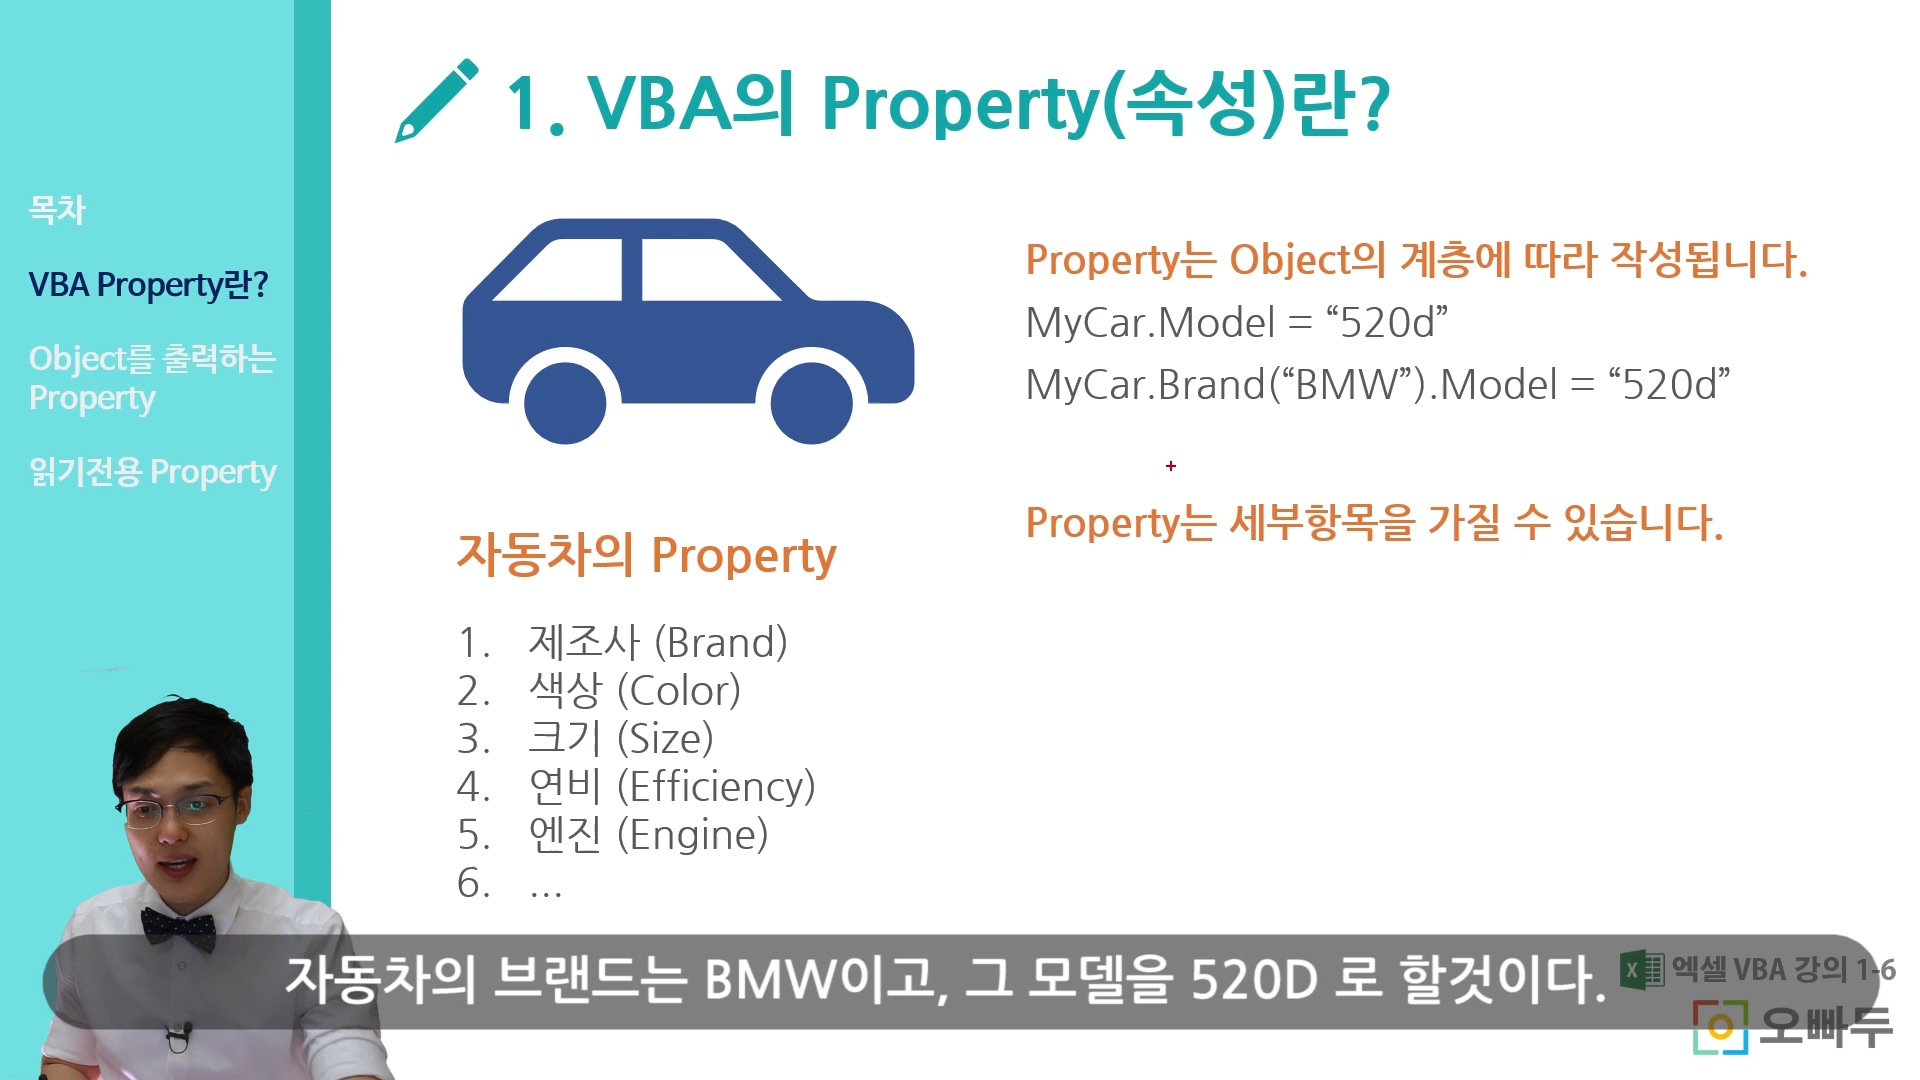 1. VBA의 Property(속성)란?
목차
VBA Property란?
Object를 출력하는
Property
읽기전용 Property
Property는 Object의 계층에 따라 작성됩니다.
MyCar.Model = “520d”
MyCar.Brand(“BMW”).Model = “520d”
Property는 세부항목을 가질 수 있습니다.
자동차의 Property
1. 제조사 (Brand)
2. 색상 (Color)
3. 크기 (Size)
4. 연비 (Efficiency)
5. 엔진 (Engine)
6. ...
자동차의 브랜드는 BMW이고, 그 모델을 520D 로 할것이다.
엑셀 VBA 강의 1-6
오빠두